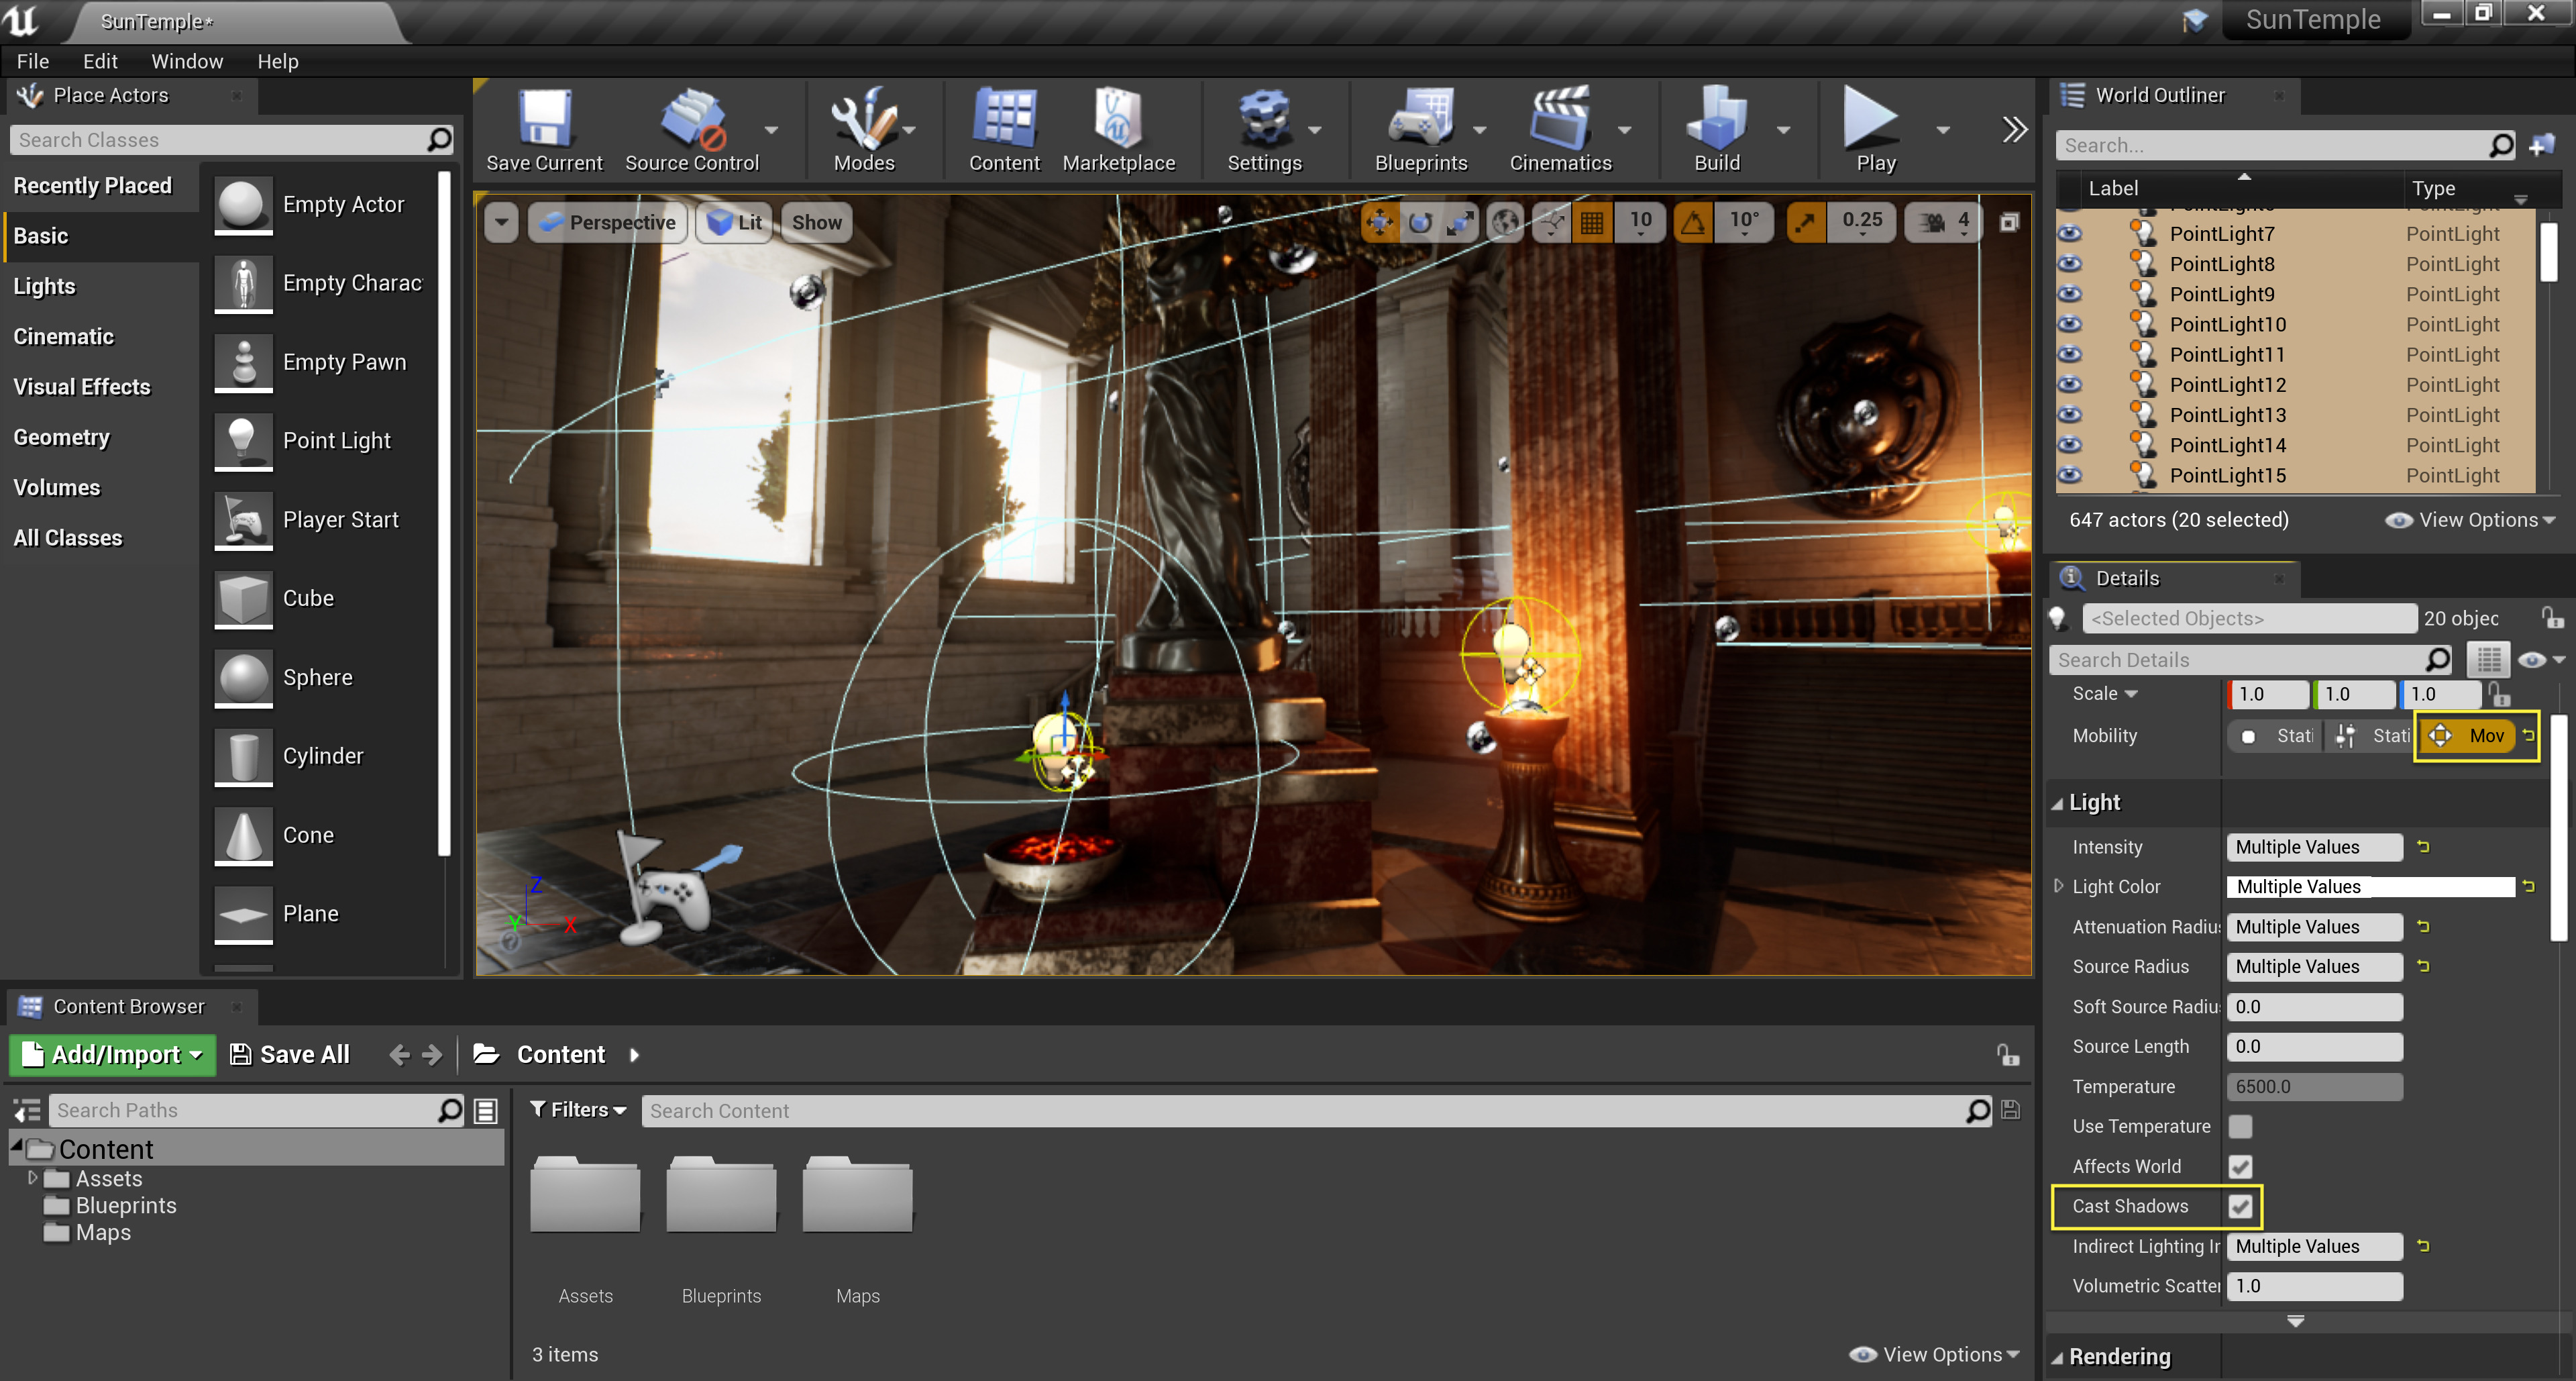 SunTemple*
SunTemple
File Edit Window Help
Place Actors
Search Classes
Recently Placed
Basic
Lights
Cinematic
Visual Effects
Geometry
Volumes
All Classes
Empty Actor
Empty Charac
Empty Pawn
Point Light
Player Start
Cube
Sphere
Cylinder
Cone
Plane
Save Current Source Control Modes Content Marketplace Settings Blueprints Cinematics Build Play
Perspective Lit Show 10 10° 0.25 4
Z
Y X
World Outliner
Search...
Label Type
PointLight7 PointLight
PointLight8 PointLight
PointLight9 PointLight
PointLight10 PointLight
PointLight11 PointLight
PointLight12 PointLight
PointLight13 PointLight
PointLight14 PointLight
PointLight15 PointLight
647 actors (20 selected) View Options
Details
<Selected Objects> 20 objec
Search Details
Scale 1.0 1.0 1.0
Mobility Stati Stati Mov
Light
Intensity Multiple Values
Light Color Multiple Values
Attenuation Radiu Multiple Values
Source Radius Multiple Values
Soft Source Radiu 0.0
Source Length 0.0
Temperature 6500.0
Use Temperature
Affects World
Cast Shadows
Indirect Lighting In Multiple Values
Volumetric Scatter 1.0
Rendering
Content Browser
Add/Import Save All Content
Search Paths
Content
Assets
Blueprints
Maps
Filters Search Content
Assets Blueprints Maps
3 items View Options